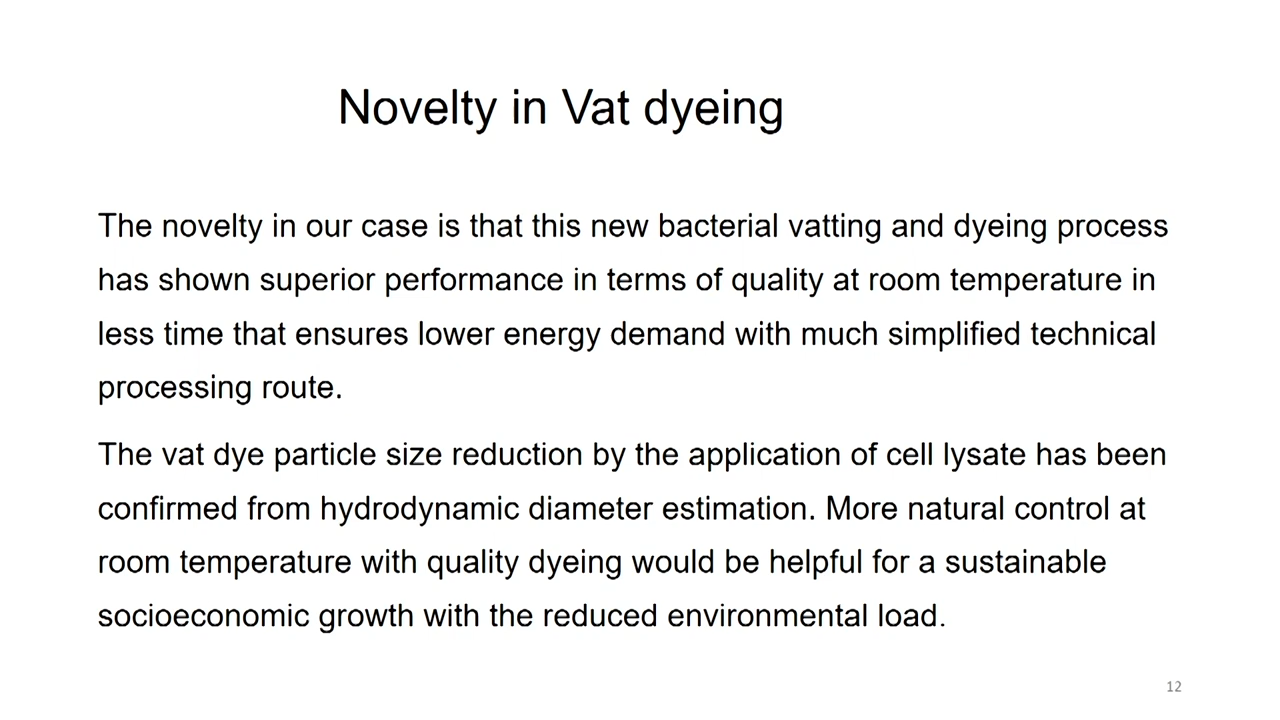 Novelty in Vat dyeing
The novelty in our case is that this new bacterial vatting and dyeing process
has shown superior performance in terms of quality at room temperature in
less time that ensures lower energy demand with much simplified technical
processing route.
The vat dye particle size reduction by the application of cell lysate has been
confirmed from hydrodynamic diameter estimation. More natural control at
room temperature with quality dyeing would be helpful for a sustainable
socioeconomic growth with the reduced environmental load.
12